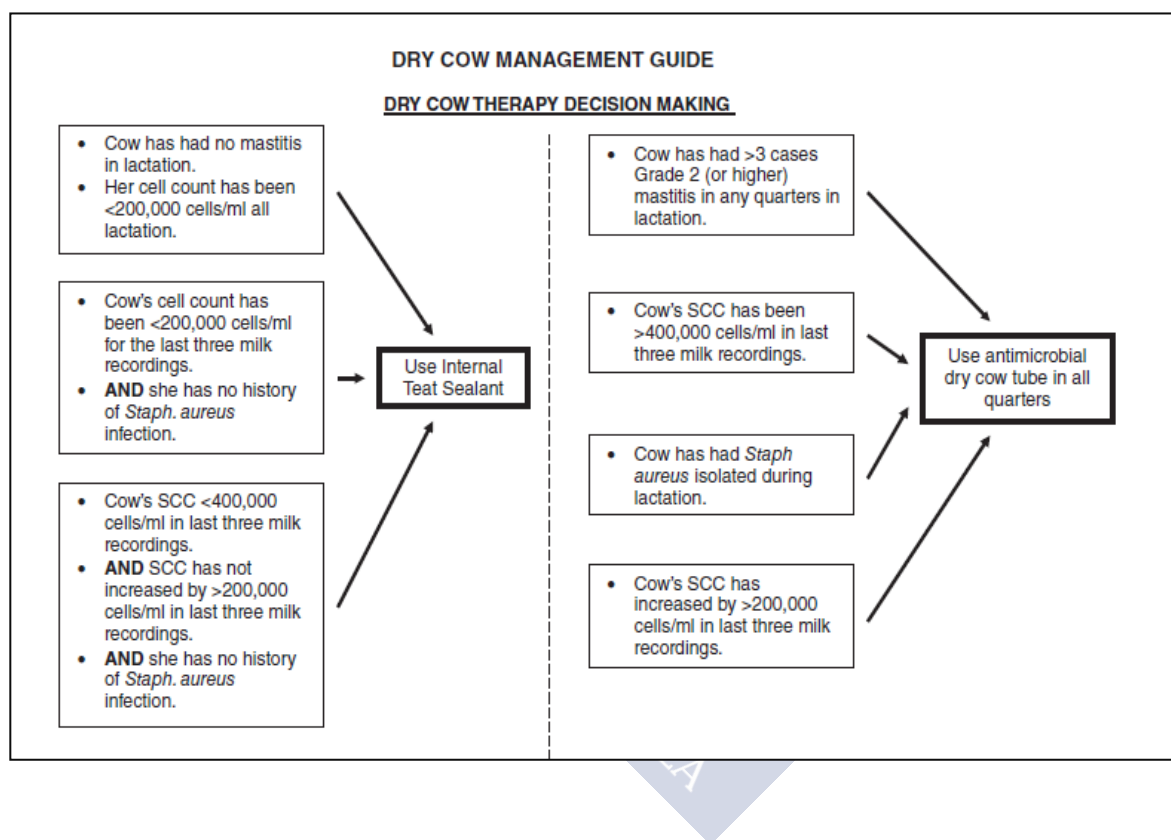 DRY COW MANAGEMENT GUIDE
DRY COW THERAPY DECISION MAKING
• Cow has had no mastitis
in lactation.
• Her cell count has been
<200,000 cells/ml all
lactation.
• Cow's cell count has
been <200,000 cells/ml
for the last three milk
recordings.
• AND she has no history
of Staph. aureus
infection.
• Cow's SCC <400,000
cells/ml in last three milk
recordings.
• AND SCC has not
increased by >200,000
cells/ml in last three milk
recordings.
• AND she has no history
of Staph. aureus
infection.
Use Internal
Teat Sealant
• Cow has had >3 cases
Grade 2 (or higher)
mastitis in any quarters in
lactation.
• Cow's SCC has been
>400,000 cells/ml in last
three milk recordings.
• Cow has had Staph
aureus isolated during
lactation.
• Cow's SCC has
increased by >200,000
cells/ml in last three milk
recordings.
Use antimicrobial
dry cow tube in all
quarters